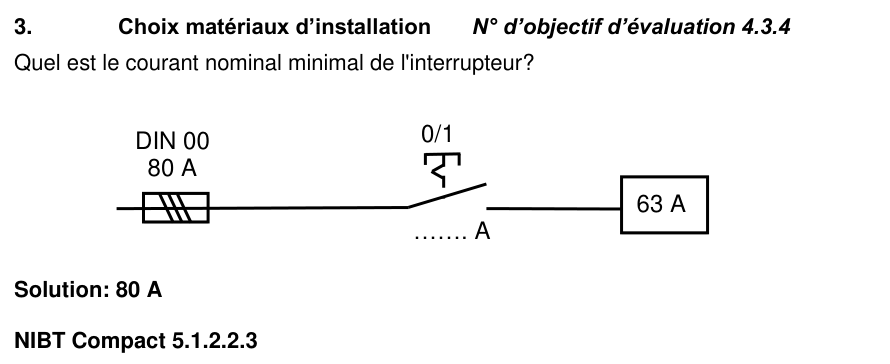 3. Choix matériaux d'installation N° d'objectif d'évaluation 4.3.4
Quel est le courant nominal minimal de l'interrupteur?
DIN 00
80 A
0/1
63 A
....... A
Solution: 80 A
NIBT Compact 5.1.2.2.3